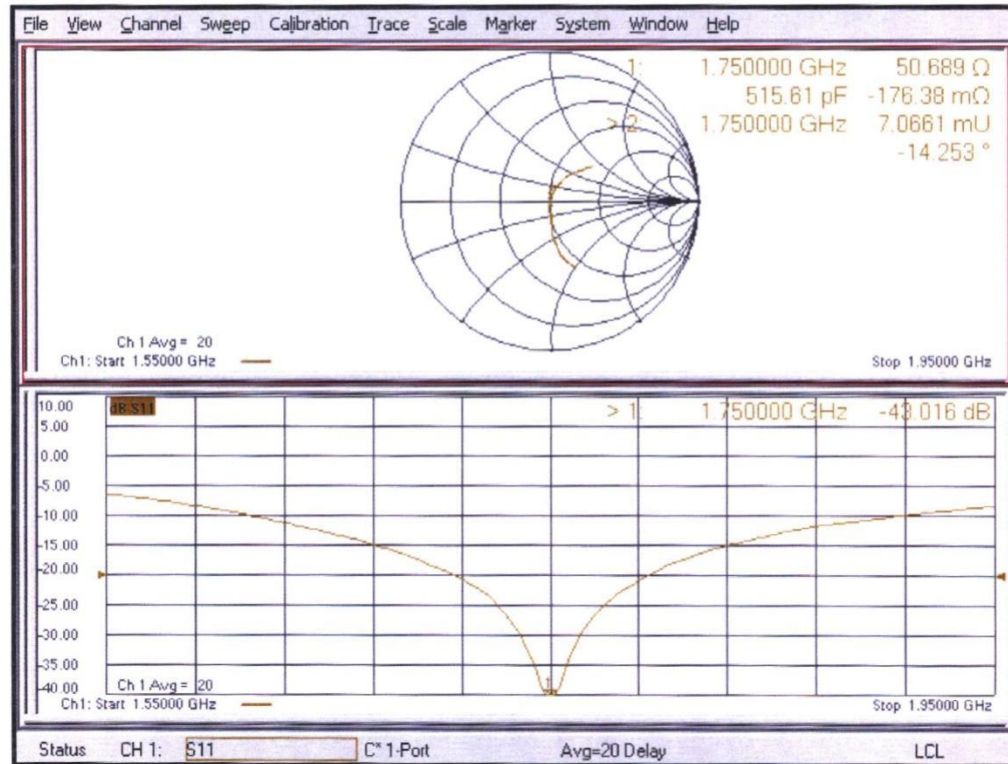 File View Channel Sweep Calibration Trace Scale Marker System Window Help
1: 1.750000 GHz 50.689 Ω
515.61 pF -176.38 mΩ
> 2: 1.750000 GHz 7.0661 mU
-14.253 °
Ch 1 Avg = 20
Ch1: Start 1.55000 GHz Stop 1.95000 GHz
10.00 dB S11 > 1: 1.750000 GHz -43.016 dB
5.00
0.00
-5.00
-10.00
-15.00
-20.00
-25.00
-30.00
-35.00
-40.00 Ch 1 Avg = 20 1
Ch1: Start 1.55000 GHz Stop 1.95000 GHz
Status CH 1: S11 C* 1-Port Avg=20 Delay LCL